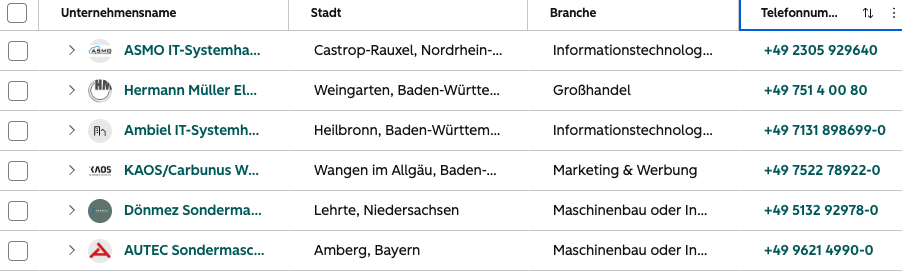 Unternehmensname Stadt Branche Telefonnum...
ASMO ASMO IT-Systemha... Castrop-Rauxel, Nordrhein-... Informationstechnolog... +49 2305 929640
HM Hermann Müller El... Weingarten, Baden-Württe... Großhandel +49 751 4 00 80
Ambiel IT-Systemh... Heilbronn, Baden-Württem... Informationstechnolog... +49 7131 898699-0
KAOS KAOS/Carbunus W... Wangen im Allgäu, Baden-... Marketing & Werbung +49 7522 78922-0
Dönmez Sonderma... Lehrte, Niedersachsen Maschinenbau oder In... +49 5132 92978-0
AUTEC Sondermasc... Amberg, Bayern Maschinenbau oder In... +49 9621 4990-0